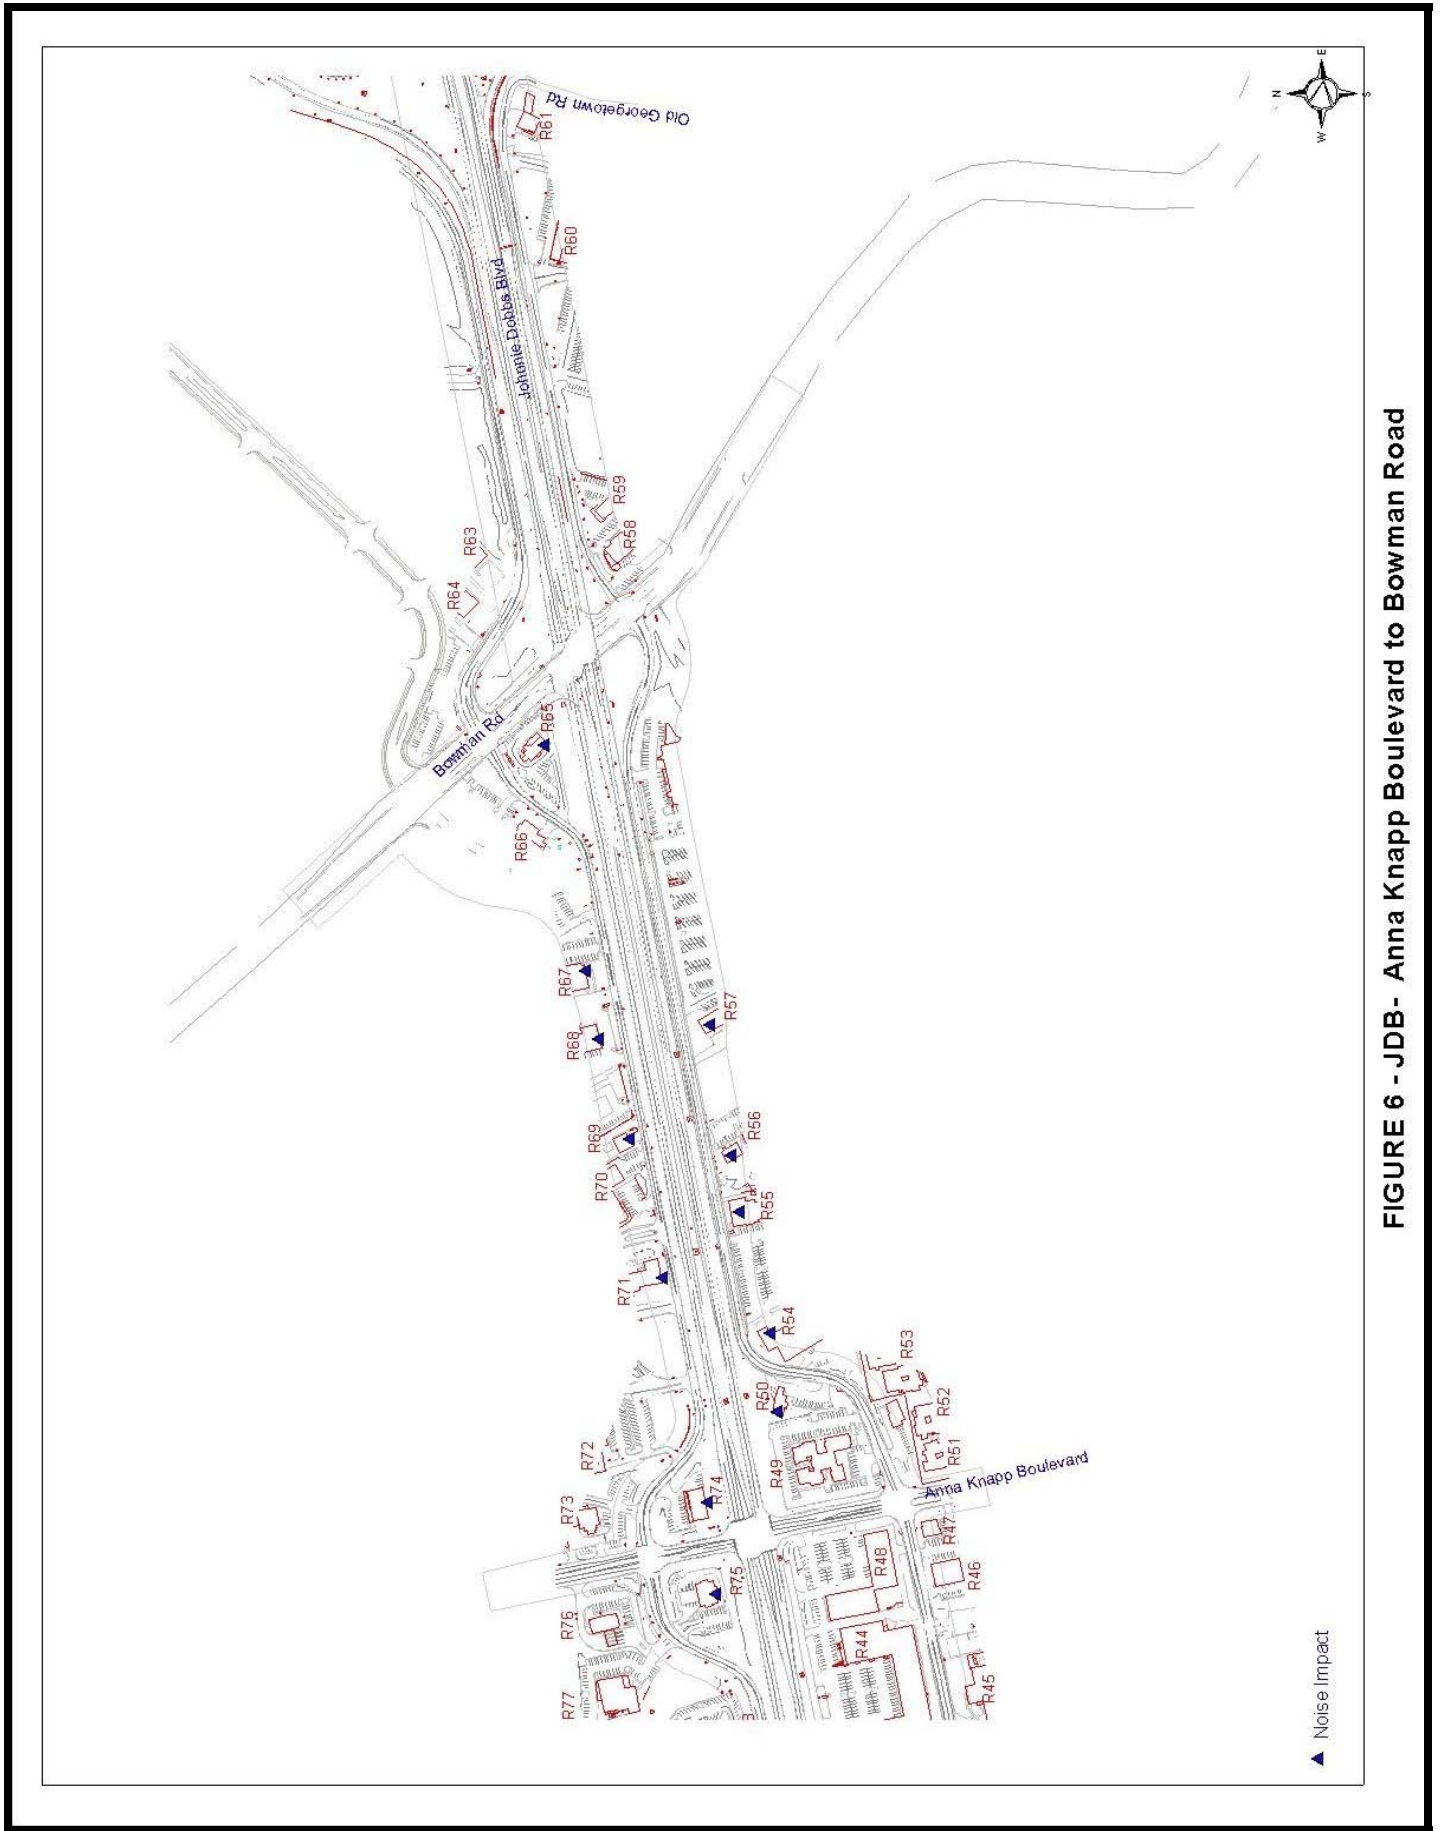 R77
R76
R73
R72
R71
R70
R69
R68
R67
R66
R64
R63
Bowman Rd
R65
Johnnie Dobbs Blvd
Old Georgetown Rd
R61
R60
R59
R58
R57
R56
R55
R54
R50
R49
R74
R75
R53
R52
R51
Anna Knapp Boulevard
R47
R48
R46
R44
R45
N
E
W
S
Noise Impact
FIGURE 6 - JDB- Anna Knapp Boulevard to Bowman Road